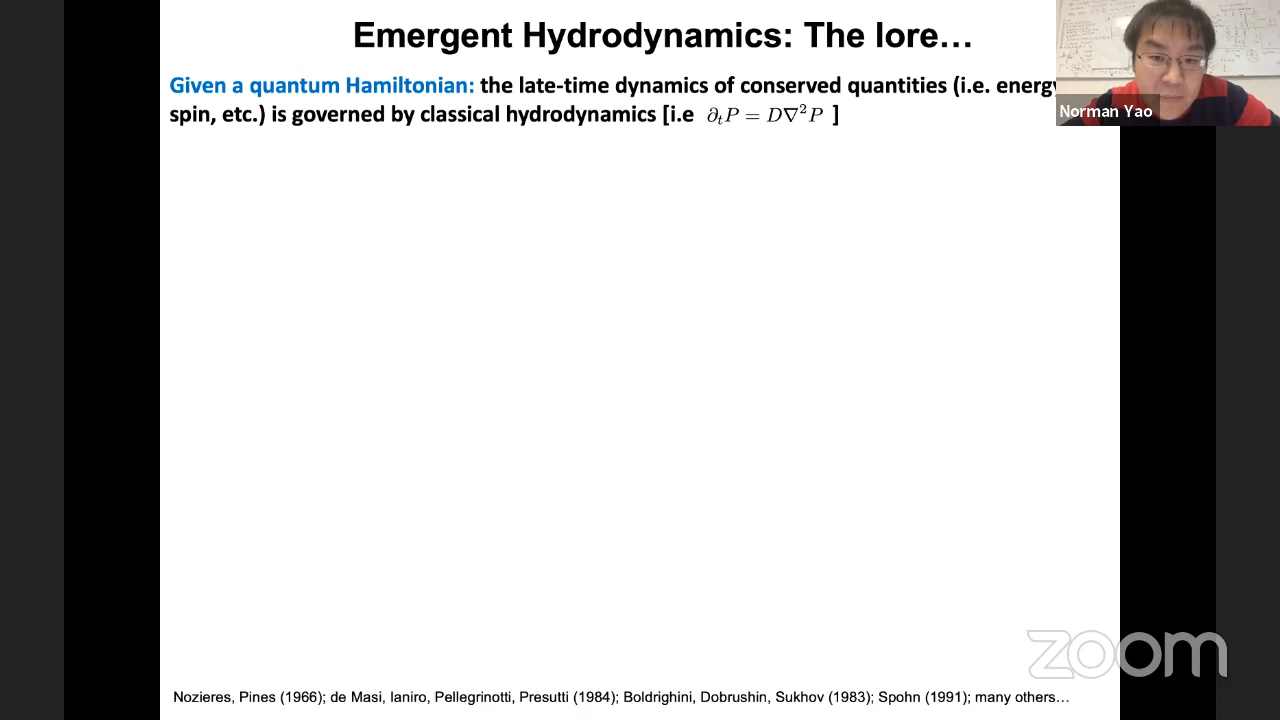 Emergent Hydrodynamics: The lore…
Given a quantum Hamiltonian: the late-time dynamics of conserved quantities (i.e. energy
spin, etc.) is governed by classical hydrodynamics [i.e ∂ₜP = D∇²P ]
Norman Yao
zoom
Nozieres, Pines (1966); de Masi, Ianiro, Pellegrinotti, Presutti (1984); Boldrighini, Dobrushin, Sukhov (1983); Spohn (1991); many others…